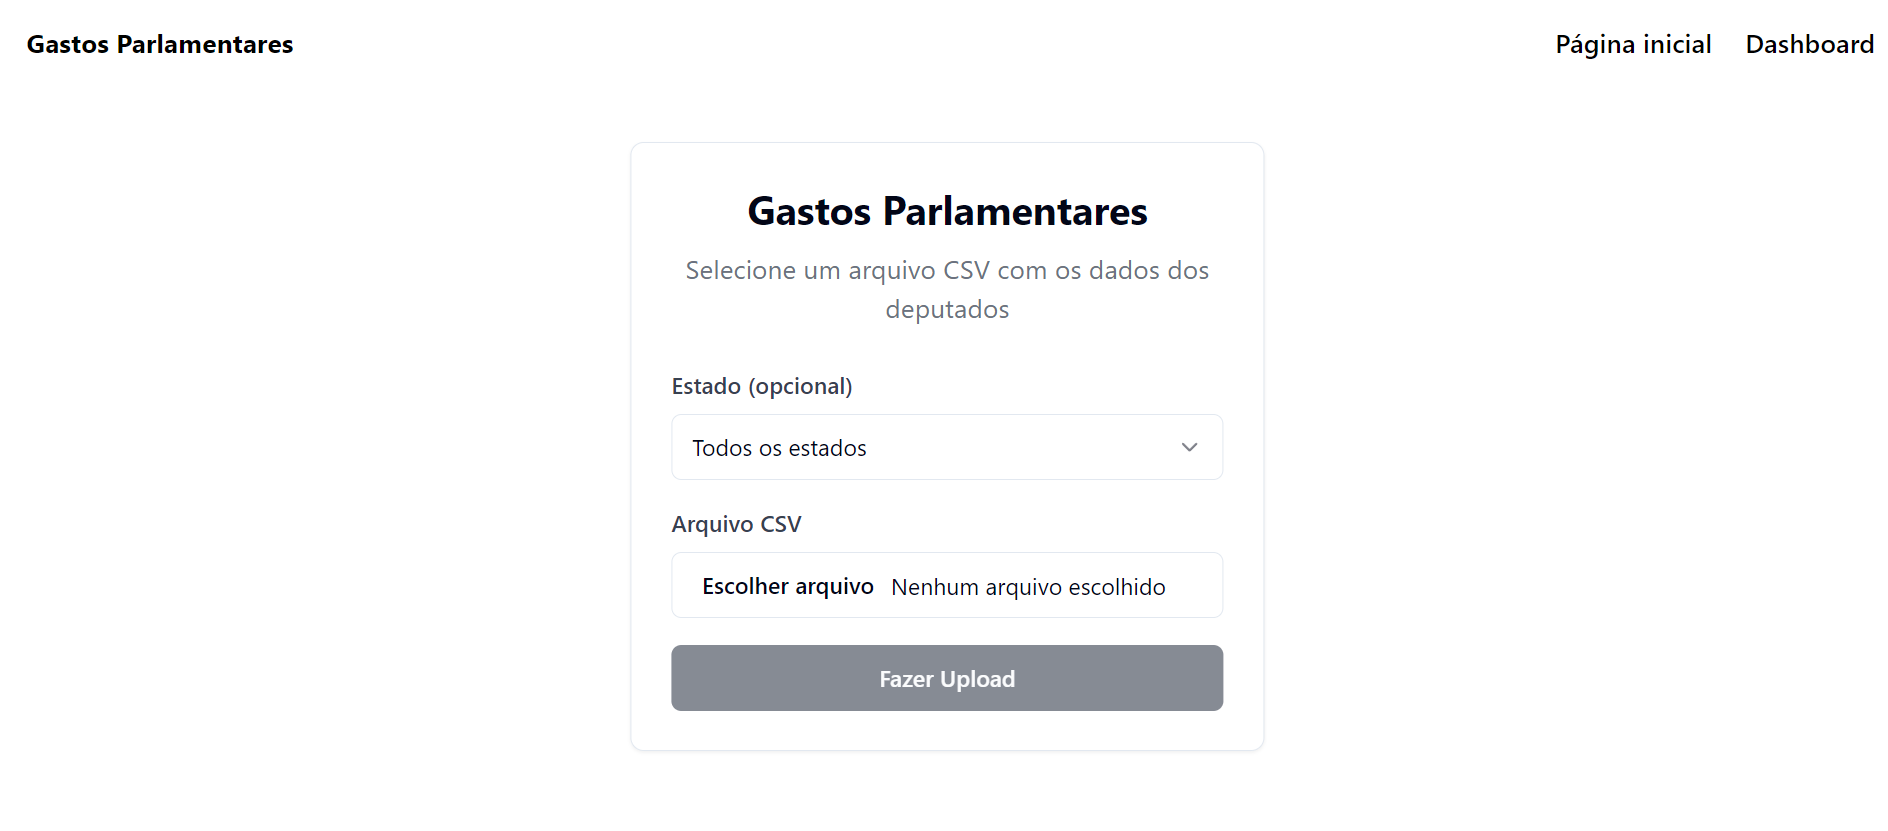 Gastos Parlamentares
Página inicial
Dashboard
Gastos Parlamentares
Selecione um arquivo CSV com os dados dos
deputados
Estado (opcional)
Todos os estados
Arquivo CSV
Escolher arquivo Nenhum arquivo escolhido
Fazer Upload